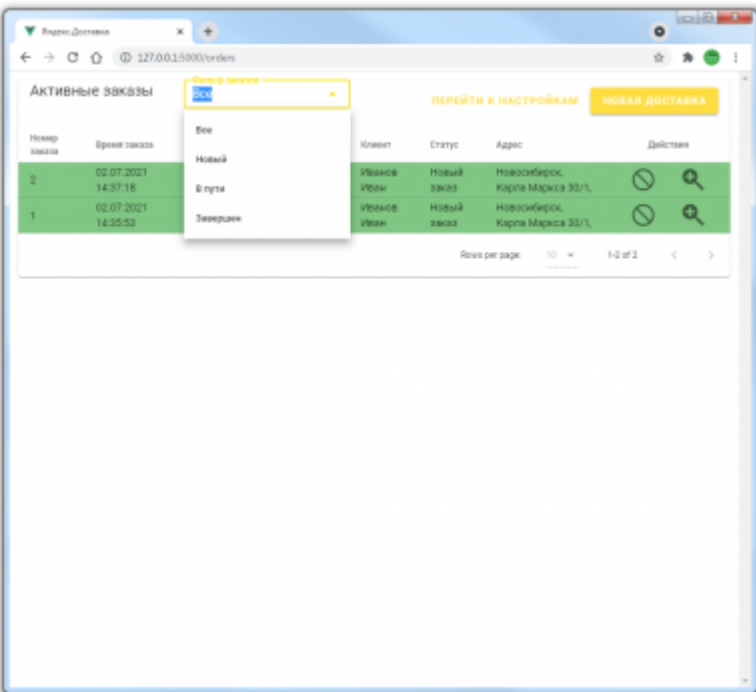 Яндекс.Доставка
127.0.0.1:5000/orders
Активные заказы
Фильтр заказов
Все
ПЕРЕЙТИ К НАСТРОЙКАМ
НОВАЯ ДОСТАВКА
Номер
заказа
Время заказа
Клиент
Статус
Адрес
Действия
Все
Новый
В пути
Завершен
2
02.07.2021
14:37:18
Иванов
Иван
Новый
заказ
Новосибирск,
Карла Маркса 30/1,
1
02.07.2021
14:35:53
Иванов
Иван
Новый
заказ
Новосибирск,
Карла Маркса 30/1,
Rows per page:
10
1-2 of 2